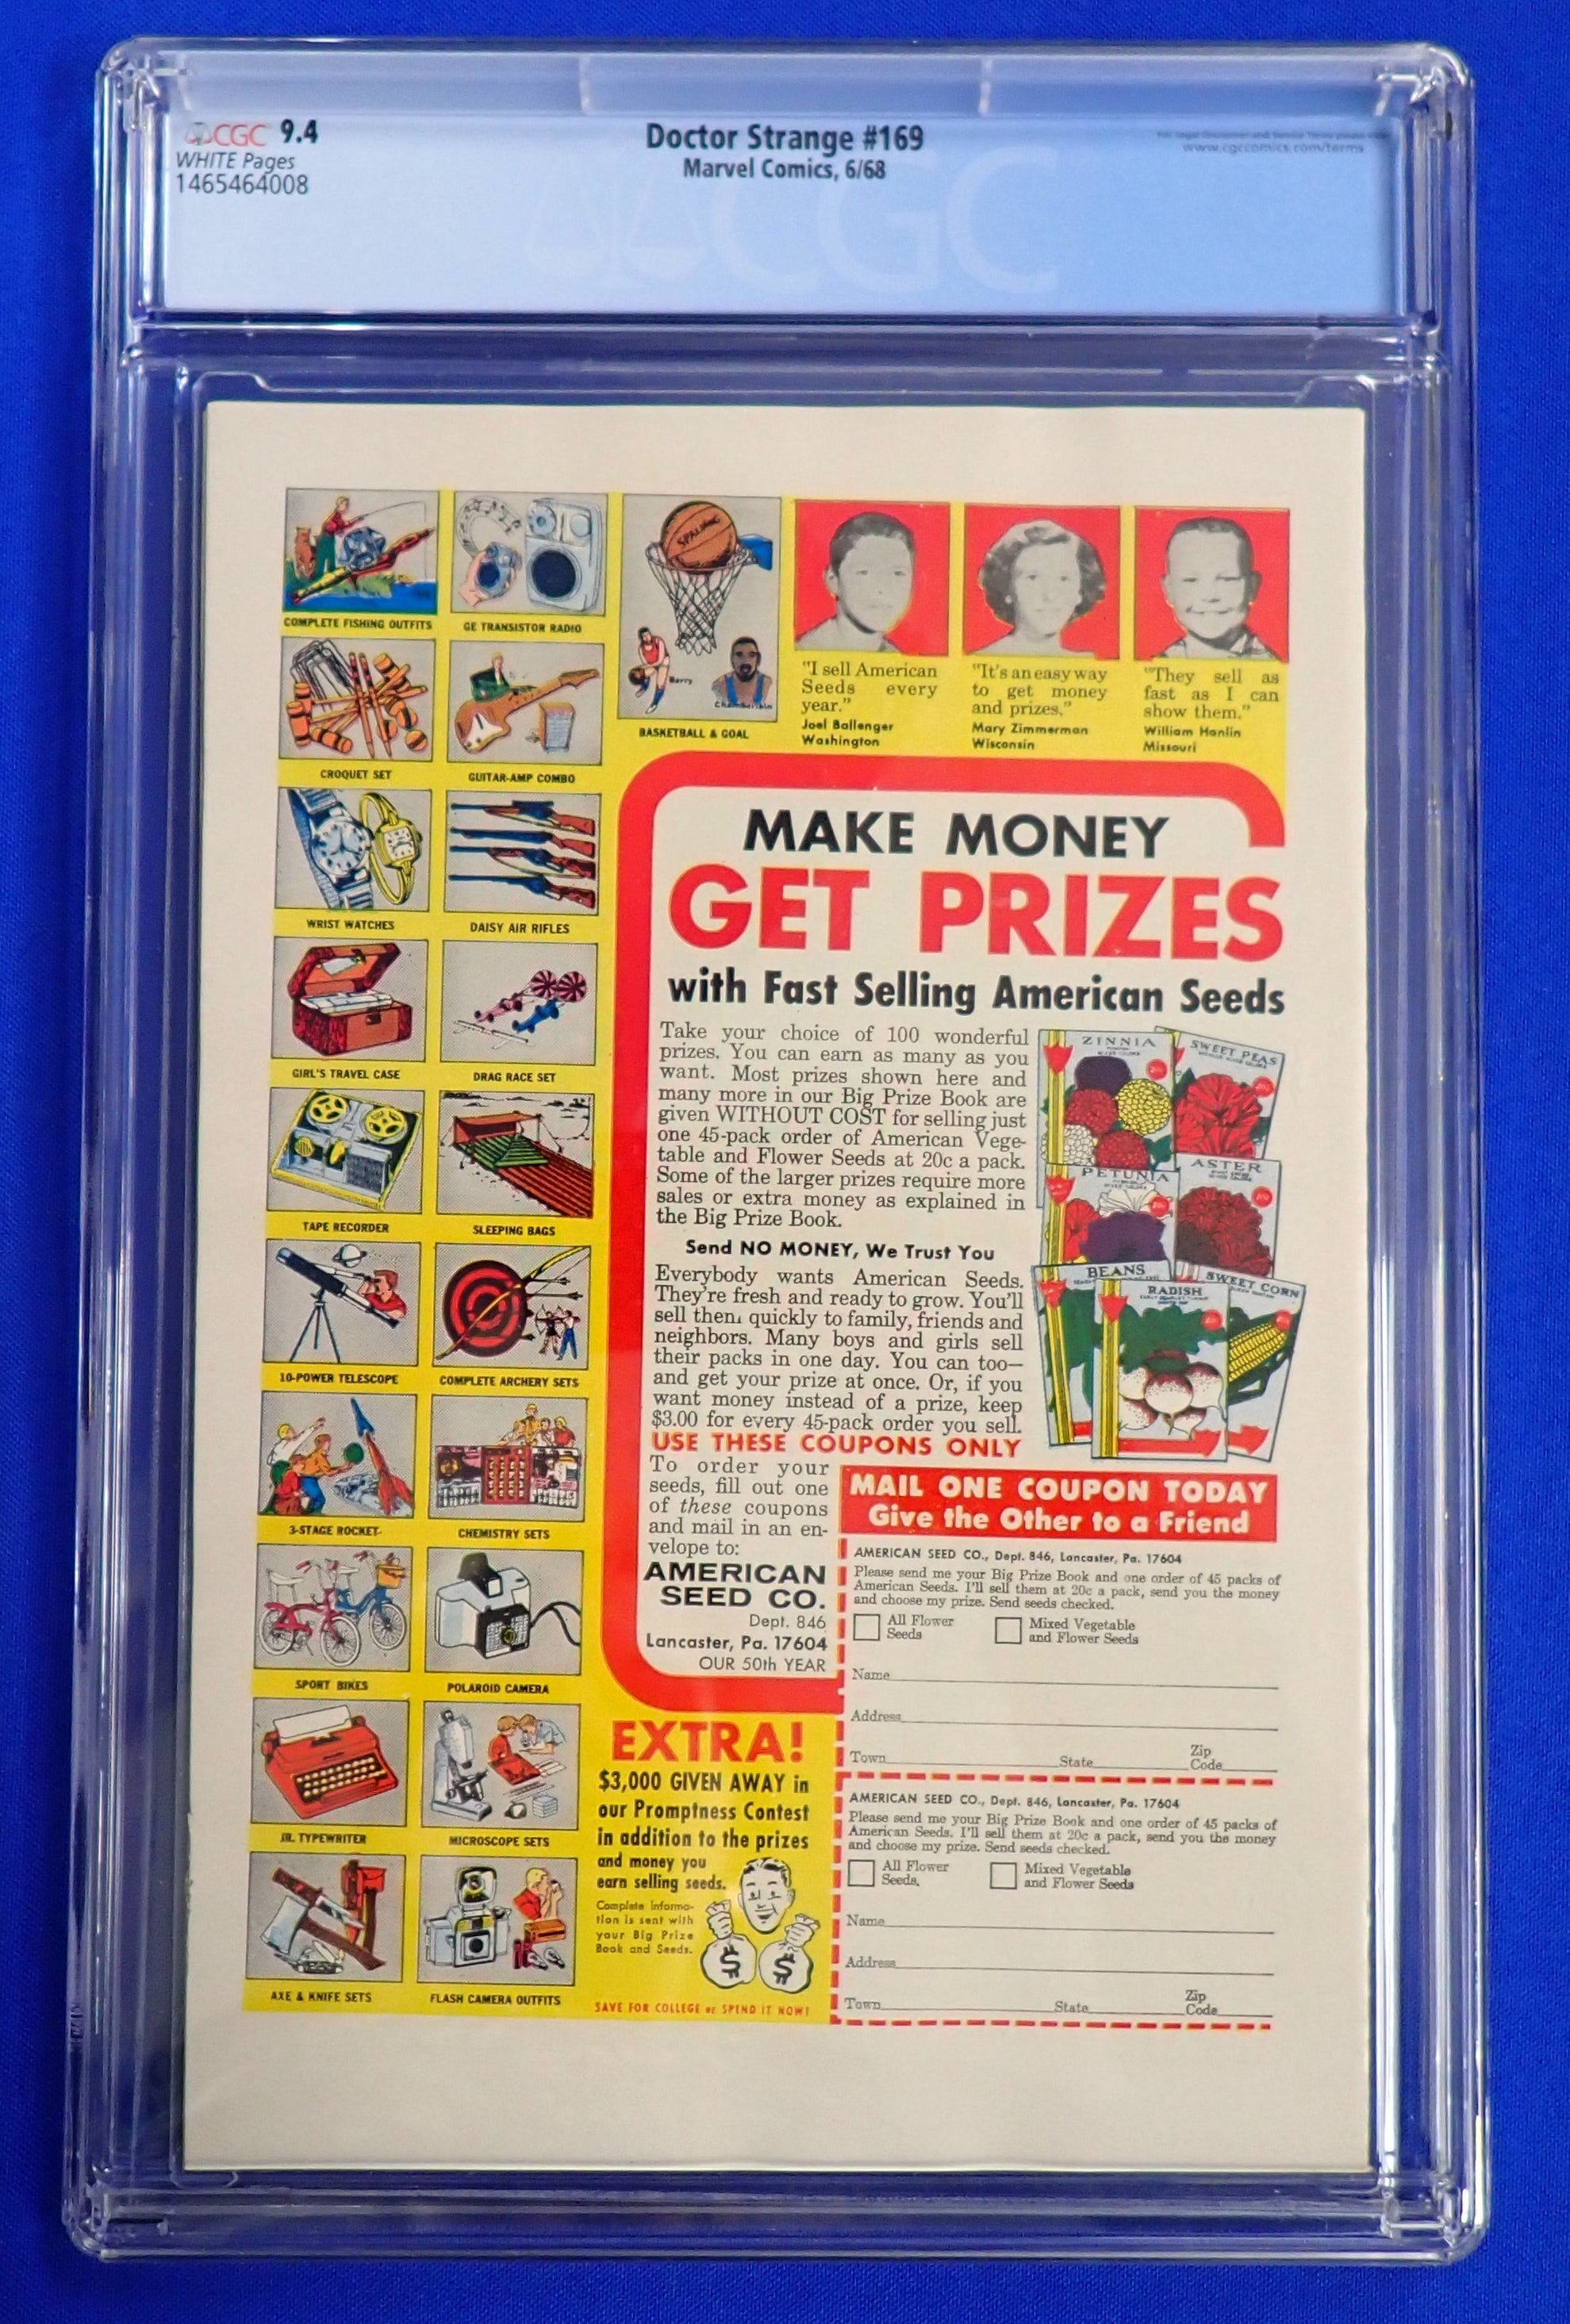 CGC 9.4
WHITE Pages
1465464008
Doctor Strange #169
Marvel Comics, 6/68
www.cgccomics.com/terms
CGC
COMPLETE FISHING OUTFITS
GE TRANSISTOR RADIO
SPALDING
Barry
Chamberlain
BASKETBALL & GOAL
CROQUET SET
GUITAR-AMP COMBO
WRIST WATCHES
DAISY AIR RIFLES
GIRL'S TRAVEL CASE
DRAG RACE SET
TAPE RECORDER
SLEEPING BAGS
10-POWER TELESCOPE
COMPLETE ARCHERY SETS
3-STAGE ROCKET
CHEMISTRY SETS
SPORT BIKES
POLAROID CAMERA
JR. TYPEWRITER
MICROSCOPE SETS
AXE & KNIFE SETS
FLASH CAMERA OUTFITS
"I sell American
Seeds every
year."
Joel Ballenger
Washington
"It's an easy way
to get money
and prizes."
Mary Zimmerman
Wisconsin
"They sell as
fast as I can
show them."
William Hanlin
Missouri
MAKE MONEY
GET PRIZES
with Fast Selling American Seeds
Take your choice of 100 wonderful
prizes. You can earn as many as you
want. Most prizes shown here and
many more in our Big Prize Book are
given WITHOUT COST for selling just
one 45-pack order of American Vege-
table and Flower Seeds at 20c a pack.
Some of the larger prizes require more
sales or extra money as explained in
the Big Prize Book.
Send NO MONEY, We Trust You
Everybody wants American Seeds.
They're fresh and ready to grow. You'll
sell them quickly to family, friends and
neighbors. Many boys and girls sell
their packs in one day. You can too—
and get your prize at once. Or, if you
want money instead of a prize, keep
$3.00 for every 45-pack order you sell.
USE THESE COUPONS ONLY
To order your
seeds, fill out one
of these coupons
and mail in an en-
velope to:
AMERICAN
SEED CO.
Dept. 846
Lancaster, Pa. 17604
OUR 50th YEAR
ZINNIA
SWEET PEAS
PETUNIA
ASTER
BEANS
RADISH
SWEET CORN
MAIL ONE COUPON TODAY
Give the Other to a Friend
AMERICAN SEED CO., Dept. 846, Lancaster, Pa. 17604
Please send me your Big Prize Book and one order of 45 packs of
American Seeds. I'll sell them at 20c a pack, send you the money
and choose my prize. Send seeds checked.
All Flower
Seeds
Mixed Vegetable
and Flower Seeds
Name
Address
Town State Zip Code
AMERICAN SEED CO., Dept. 846, Lancaster, Pa. 17604
Please send me your Big Prize Book and one order of 45 packs of
American Seeds. I'll sell them at 20c a pack, send you the money
and choose my prize. Send seeds checked.
All Flower
Seeds.
Mixed Vegetable
and Flower Seeds
Name
Address
Town State Zip Code
EXTRA!
$3,000 GIVEN AWAY in
our Promptness Contest
in addition to the prizes
and money you
earn selling seeds.
Complete informa-
tion is sent with
your Big Prize
Book and Seeds.
$ $
SAVE FOR COLLEGE or SPEND IT NOW!